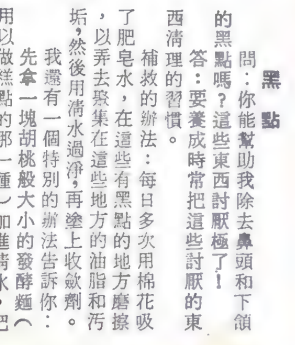 黑點
問：你能幫助我除去鼻頭和下頷
的黑點嗎？這些東西討厭極了！
答：要養成時常把這些討厭的東
西清理的習慣。
補救的辦法：每日多次用棉花吸
了肥皂水，在這些有黑點的地方磨擦
，以弄去聚集在這些地方的油脂和污
垢，然後用清水過淨，再塗上收歛劑。
我還有一個特別的辦法告訴你：
先拿一塊胡桃般大小的發酵麵（
用以做糕點的那一種）加進清水，把